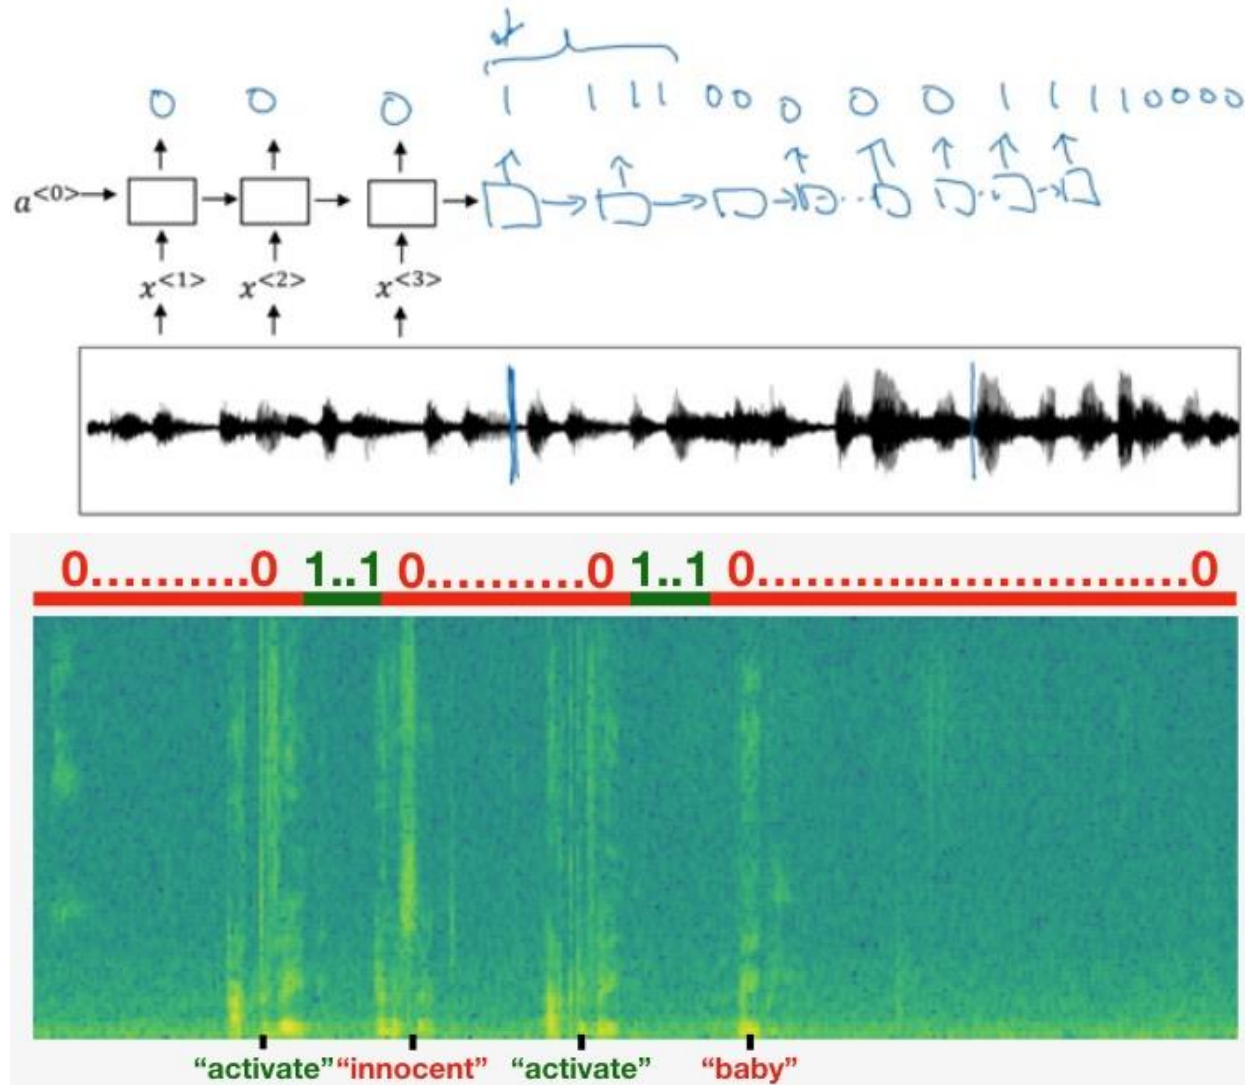 0 0 0 1 1 1 1 0 0 0 0 0 1 1 1 1 0 0 0 0
a<0>
x<1> x<2> x<3>
0..........0 1..1 0..........0 1..1 0...........................0
“activate” “innocent” “activate” “baby”